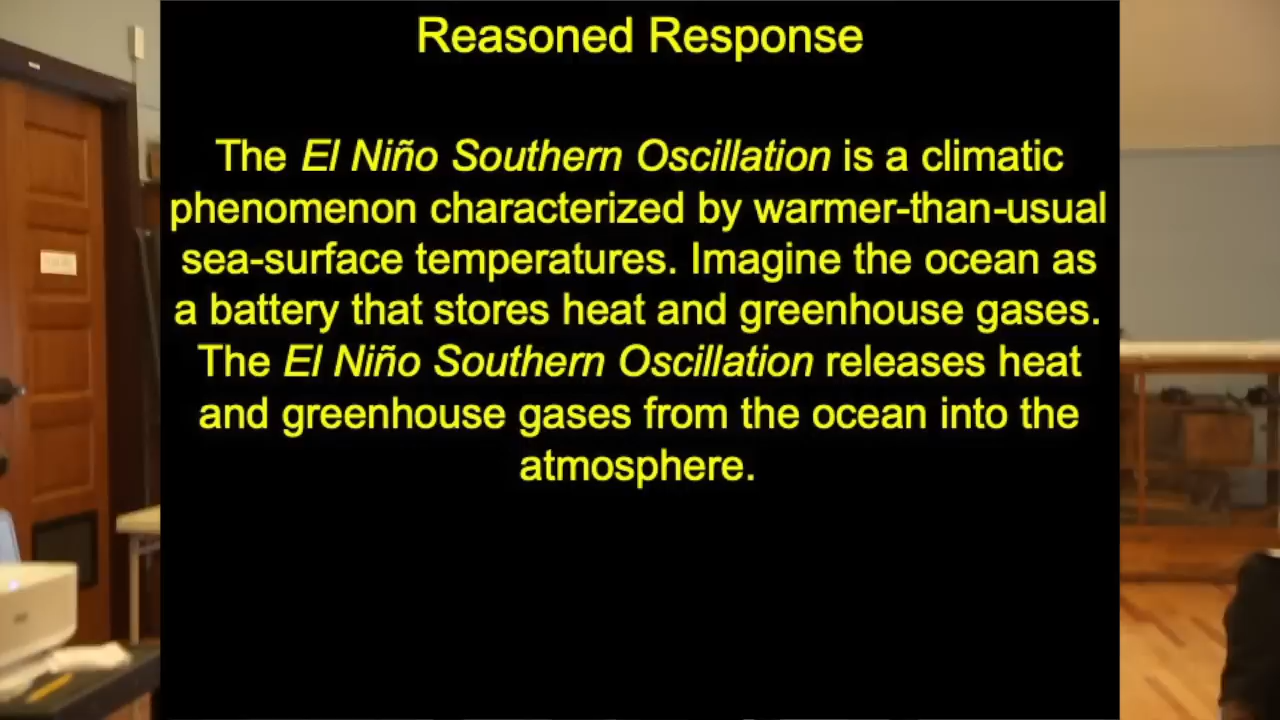 Reasoned Response
The El Niño Southern Oscillation is a climatic
phenomenon characterized by warmer-than-usual
sea-surface temperatures. Imagine the ocean as
a battery that stores heat and greenhouse gases.
The El Niño Southern Oscillation releases heat
and greenhouse gases from the ocean into the
atmosphere.